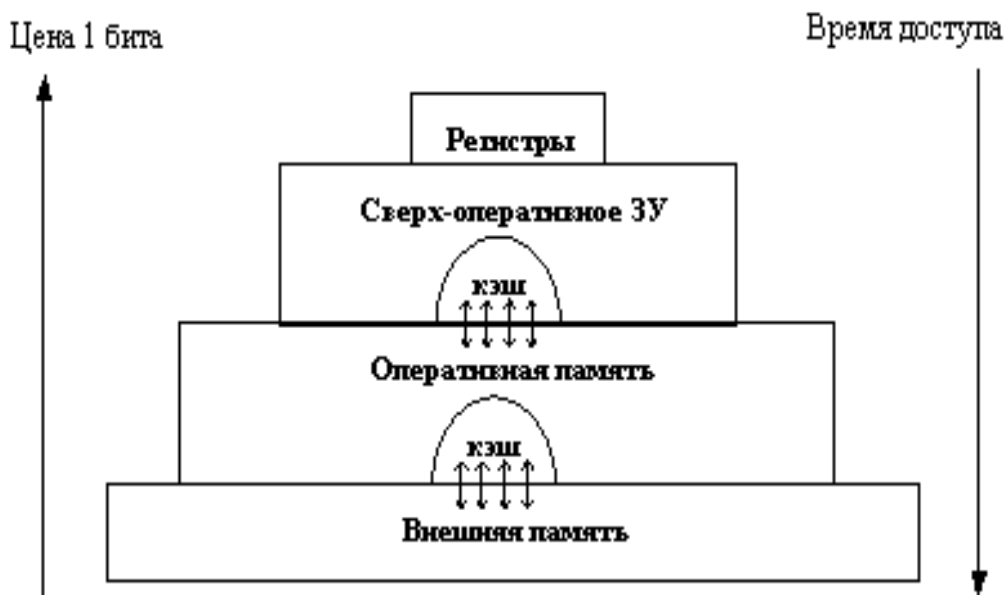 Цена 1 бита
Время доступа
Регистры
Сверх-оперативное ЗУ
кэш
Оперативная память
кэш
Внешняя память